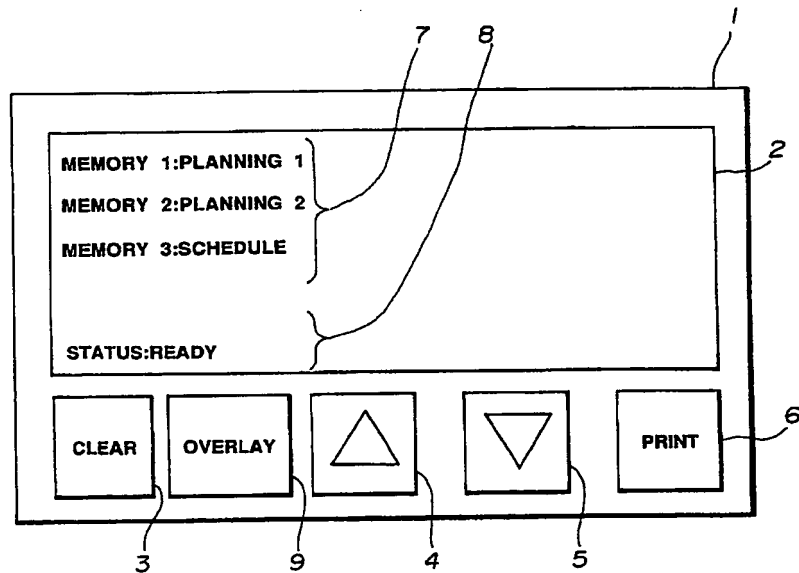 7 8 1
MEMORY 1:PLANNING 1
2
MEMORY 2:PLANNING 2
MEMORY 3:SCHEDULE
STATUS:READY
CLEAR OVERLAY PRINT 6
3 9 4 5